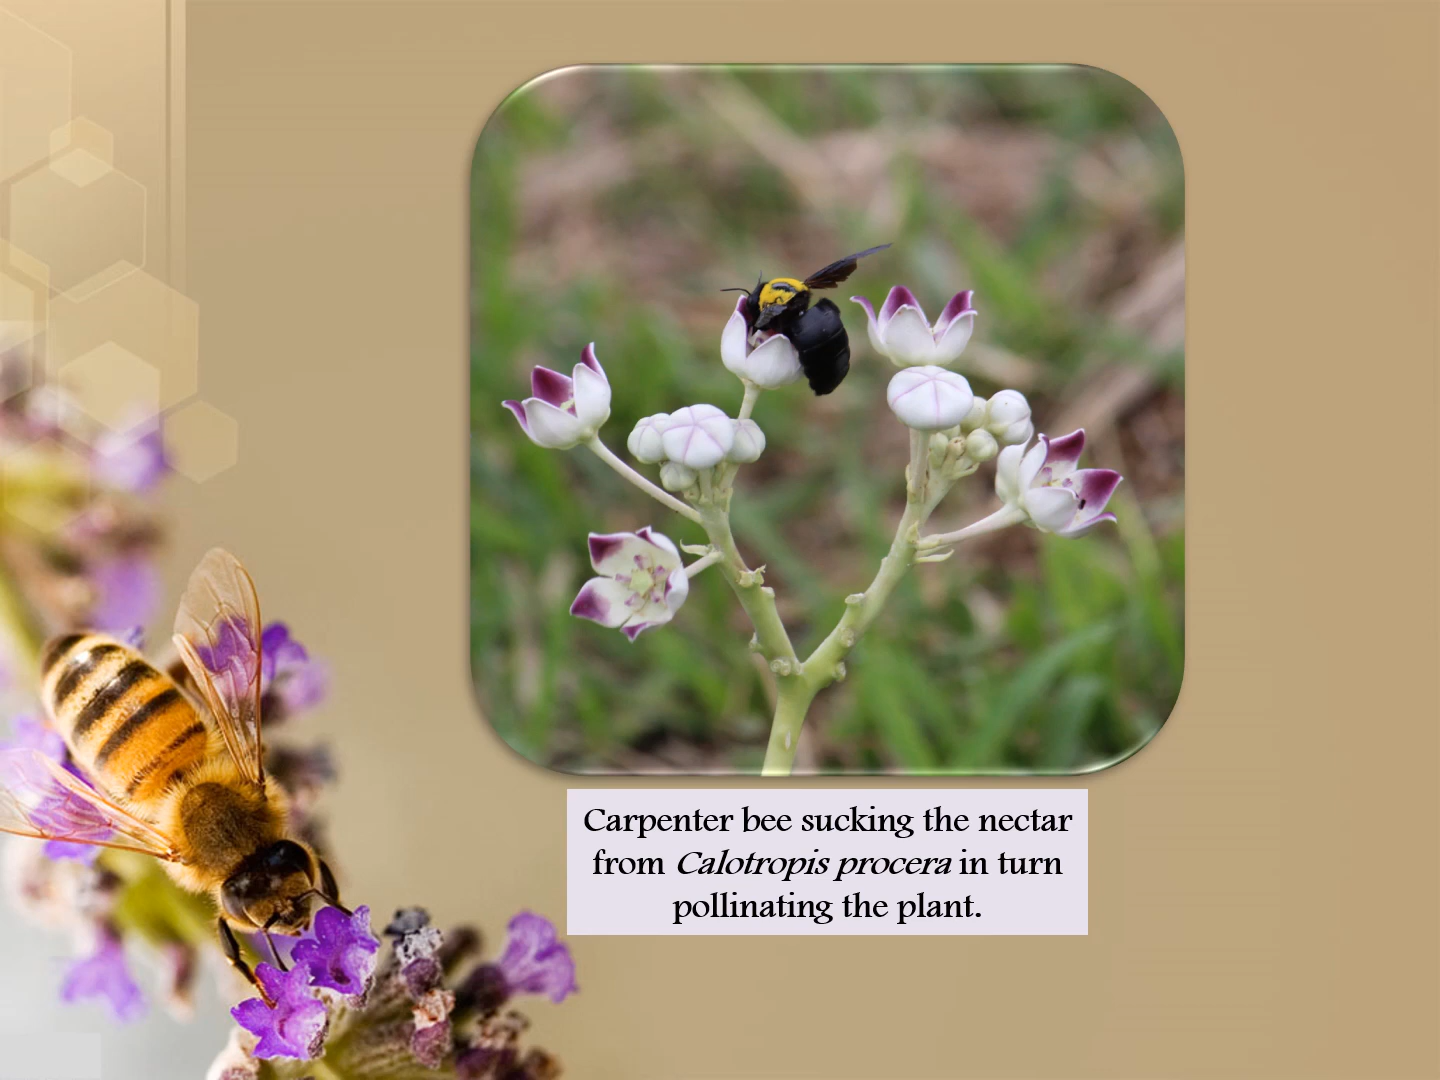 Carpenter bee sucking the nectar
from Calotropis procera in turn
pollinating the plant.